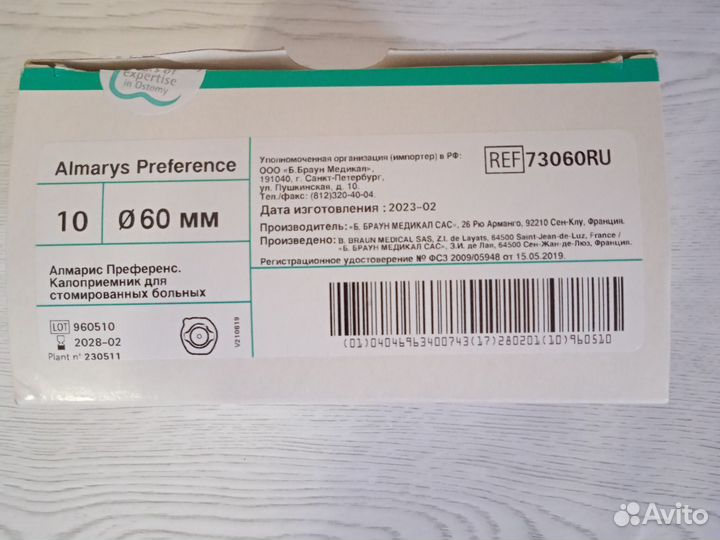 expertise
in Ostomy
Almarys Preference
10
Ø 60 мм
Алмарис Преференс.
Калоприемник для
стомированных больных
LOT 960510
2028-02
Plant n° 230511
V210619
Уполномоченная организация (импортер) в РФ:
ООО «Б.Браун Медикал»,
191040, г. Санкт-Петербург,
ул. Пушкинская, д. 10.
Тел./факс: (812)320-40-04.
Дата изготовления : 2023-02
Производитель: «Б. БРАУН МЕДИКАЛ САС», 26 Рю Арманго, 92210 Сен-Клу, Франция.
Произведено: B. BRAUN MEDICAL SAS, Z.I. de Layats, 64500 Saint-Jean-de-Luz, France /
«Б. БРАУН МЕДИКАЛ САС», З.И. де Лая, 64500 Сен-Жан-де-Люз, Франция.
Регистрационное удостоверение № ФСЗ 2009/05948 от 15.05.2019.
REF 73060RU
(01)04046963400743(17)280201(10)960510
Avito